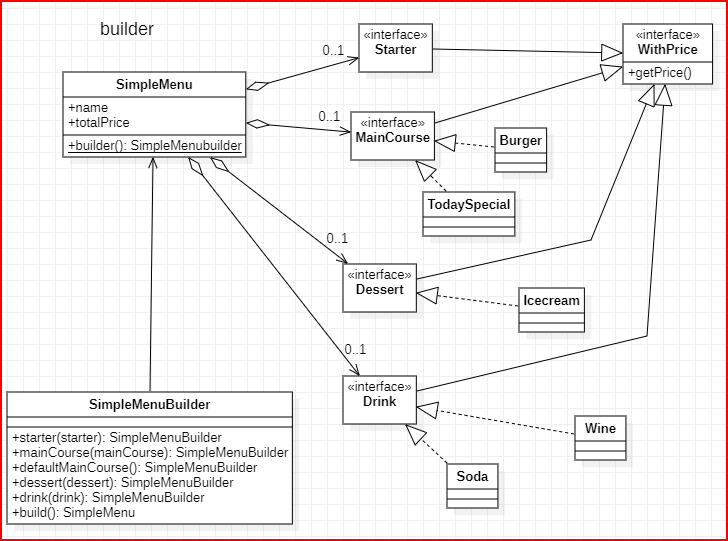 builder
«interface»
Starter
0..1
«interface»
WithPrice
+getPrice()
SimpleMenu
+name
+totalPrice
+builder(): SimpleMenubuilder
0..1
«interface»
MainCourse
Burger
TodaySpecial
0..1
«interface»
Dessert
Icecream
0..1
«interface»
Drink
Wine
Soda
SimpleMenuBuilder
+starter(starter): SimpleMenuBuilder
+mainCourse(mainCourse): SimpleMenuBuilder
+defaultMainCourse(): SimpleMenuBuilder
+dessert(dessert): SimpleMenuBuilder
+drink(drink): SimpleMenuBuilder
+build(): SimpleMenu